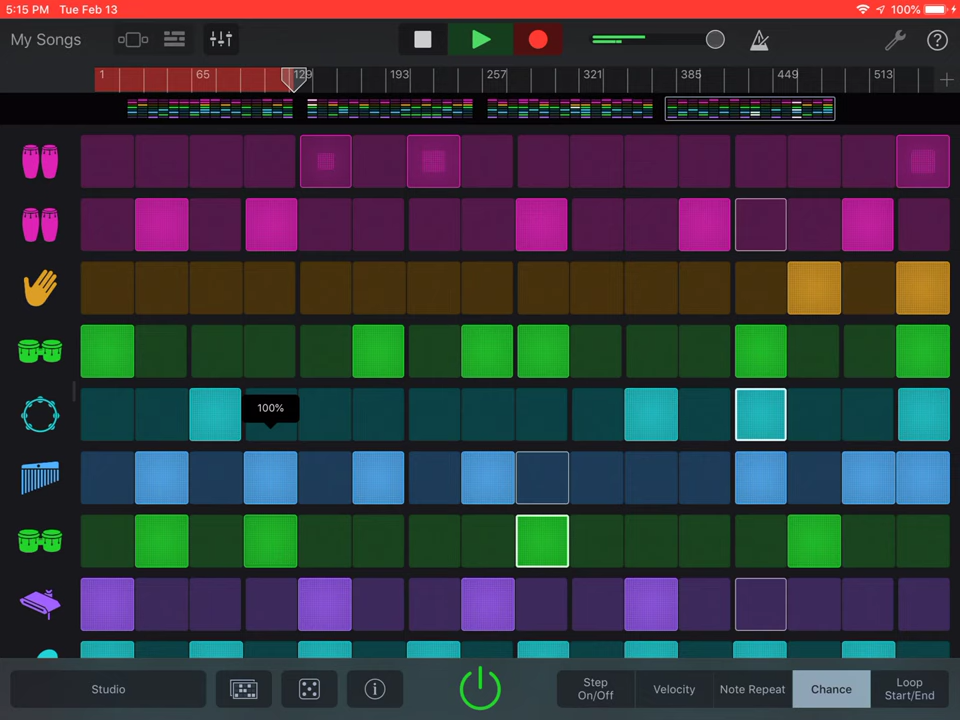 5:15 PM Tue Feb 13 100%
My Songs
1 65 129 193 257 321 385 449 513
100%
Studio
Step On/Off
Velocity
Note Repeat
Chance
Loop Start/End